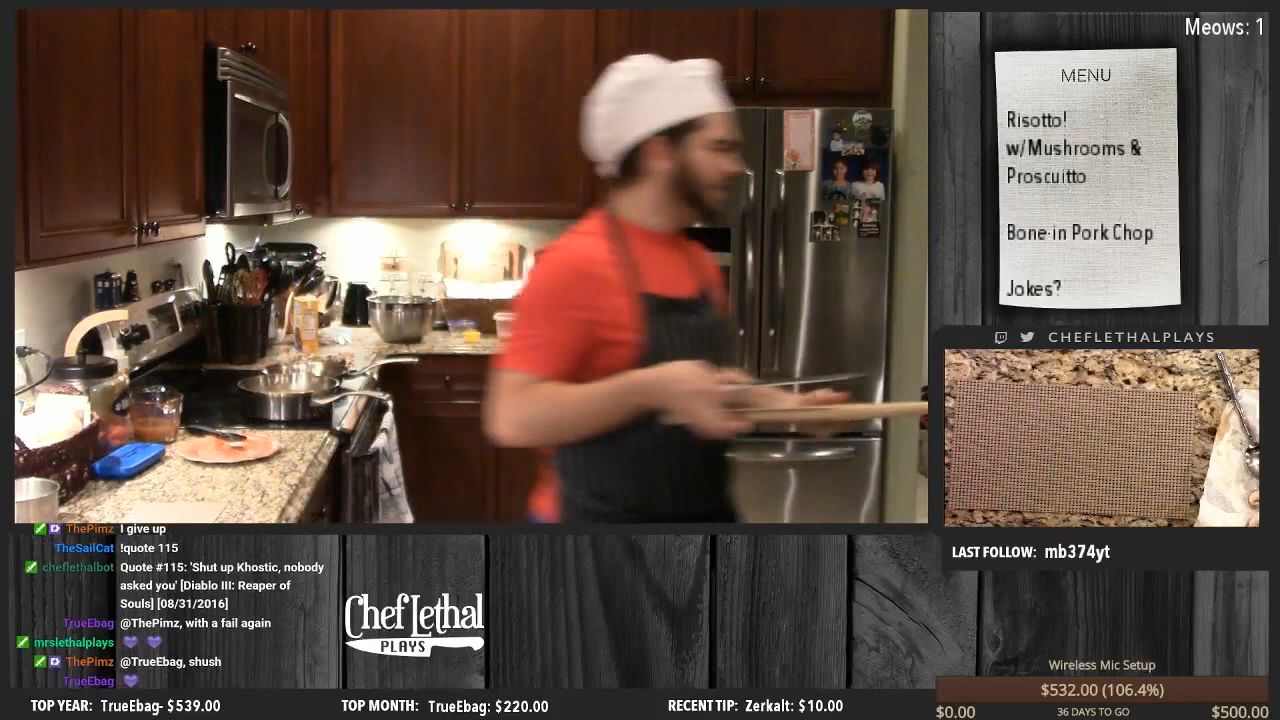 Meows: 1
MENU
Risotto!
w/Mushrooms &
Proscuitto
Bone-in Pork Chop
Jokes?
CHEFLETHALPLAYS
LAST FOLLOW: mb374yt
ThePimz I give up
TheSailCat !quote 115
cheflethalbot Quote #115: 'Shut up Khostic, nobody
asked you' [Diablo III: Reaper of
Souls] [08/31/2016]
TrueEbag @ThePimz, with a fail again
mrslethalplays
ThePimz @TrueEbag, shush
TrueEbag
Chef Lethal
PLAYS
Wireless Mic Setup
$532.00 (106.4%)
$0.00 36 DAYS TO GO $500.00
TOP YEAR: TrueEbag- $539.00 TOP MONTH: TrueEbag: $220.00 RECENT TIP: Zerkalt: $10.00